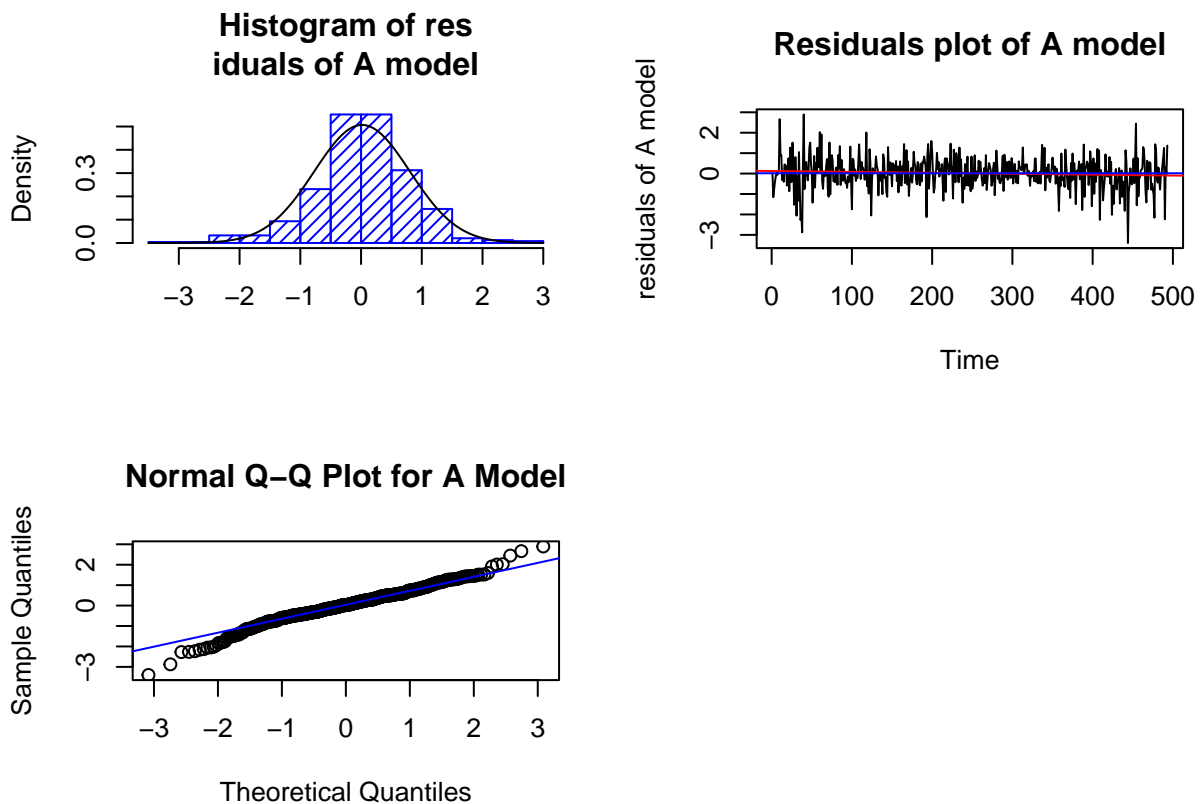 Histogram of res
iduals of A model
Density
0.0
0.3
−3 −2 −1 0 1 2 3
Residuals plot of A model
residuals of A model
−3
0
2
0 100 200 300 400 500
Time
Normal Q−Q Plot for A Model
Sample Quantiles
−3
0
2
−3 −2 −1 0 1 2 3
Theoretical Quantiles